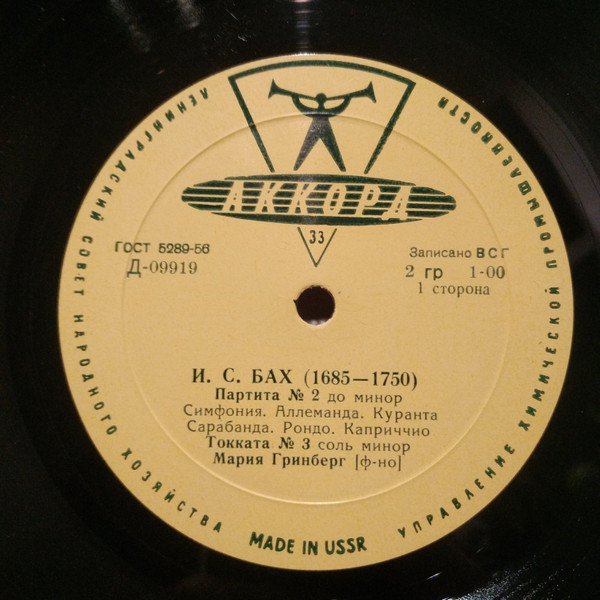 ЛЕНИНГРАДСКИЙ СОВЕТ НАРОДНОГО ХОЗЯЙСТВА
УПРАВЛЕНИЕ ХИМИЧЕСКОЙ ПРОМЫШЛЕННОСТИ
АККОРД
33
ГОСТ 5289-56
Д-09919
Записано ВСГ
2 гр 1-00
1 сторона
И. С. БАХ (1685—1750)
Партита № 2 до минор
Симфония. Аллеманда. Куранта
Сарабанда. Рондо. Каприччио
Токката № 3 соль минор
Мария Гринберг [ф-но]
MADE IN USSR